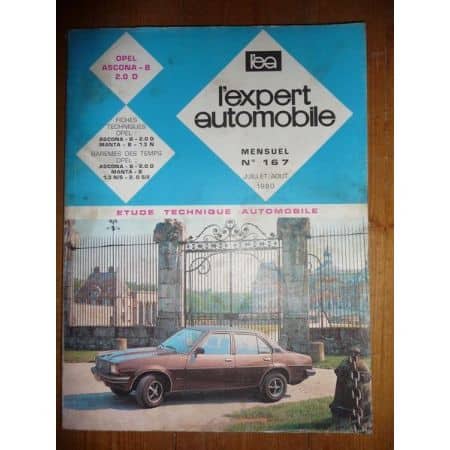 OPEL
ASCONA-B
2.0 D
l'ea
l'expert
automobile
FICHES
TECHNIQUES
OPEL :
ASCONA - B - 2.0 D
MANTA - B - 1.3 N
BAREMES DES TEMPS
OPEL :
ASCONA - B - 2.0 D
MANTA - B
1.3 N/S - 2.0 S/E
MENSUEL
N° 167
JUILLET/AOUT
1980
ETUDE TECHNIQUE AUTOMOBILE